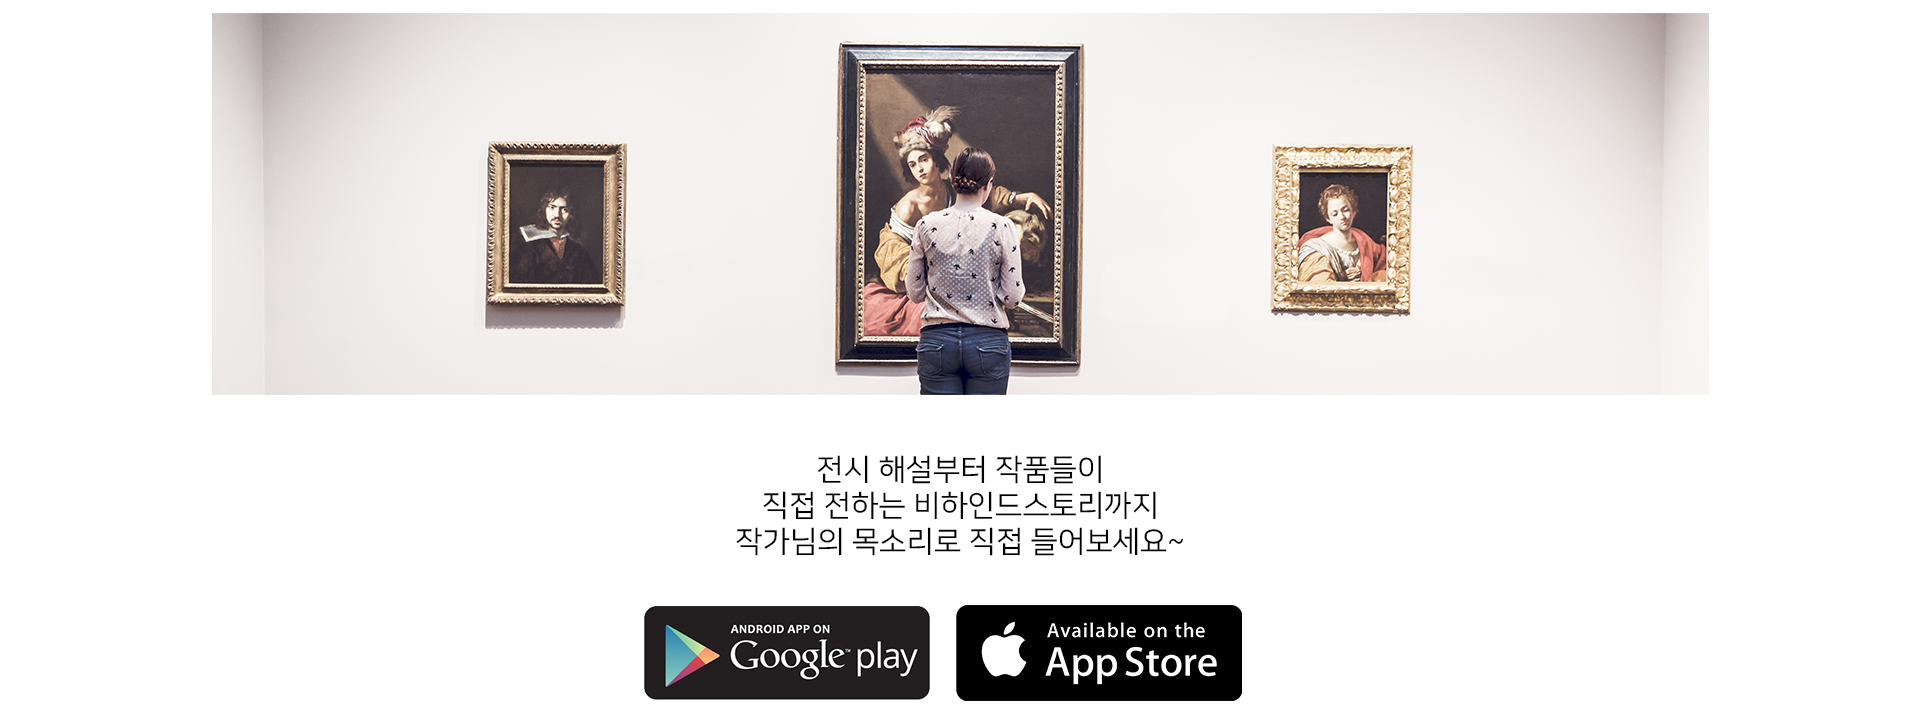 전시 해설부터 작품들이
직접 전하는 비하인드스토리까지
작가님의 목소리로 직접 들어보세요~
ANDROID APP ON
Google™ play
Available on the
App Store